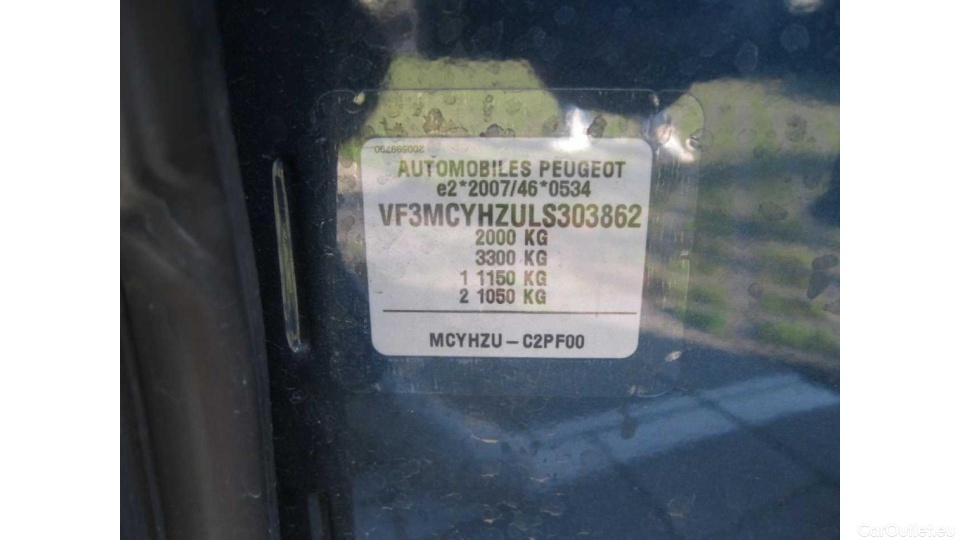 200599790
AUTOMOBILES PEUGEOT
e2*2007/46*0534
VF3MCYHZULS303862
2000 KG
3300 KG
1 1150 KG
2 1050 KG
MCYHZU - C2PF00
CarOutlet.eu